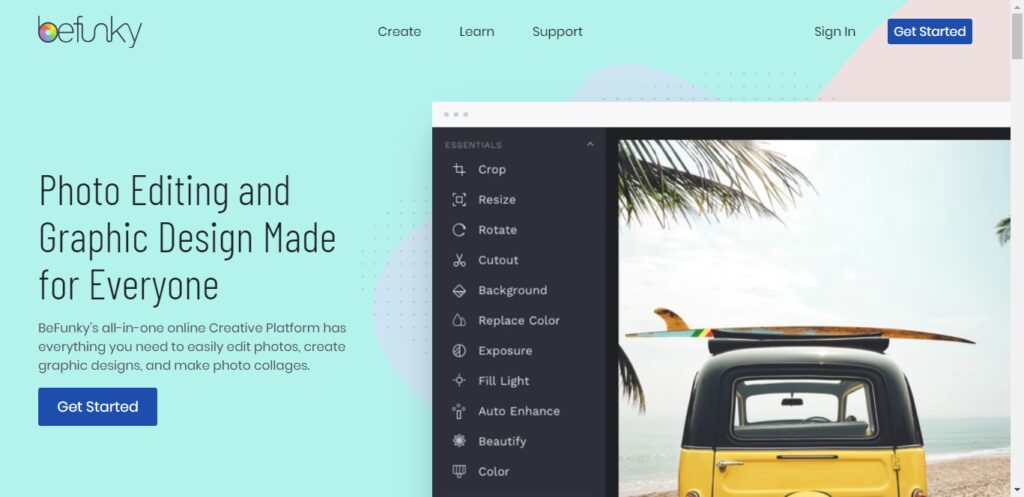 befunky
Create
Learn
Support
Sign In
Get Started
Photo Editing and
Graphic Design Made
for Everyone
BeFunky's all-in-one online Creative Platform has
everything you need to easily edit photos, create
graphic designs, and make photo collages.
Get Started
ESSENTIALS
Crop
Resize
Rotate
Cutout
Background
Replace Color
Exposure
Fill Light
Auto Enhance
Beautify
Color